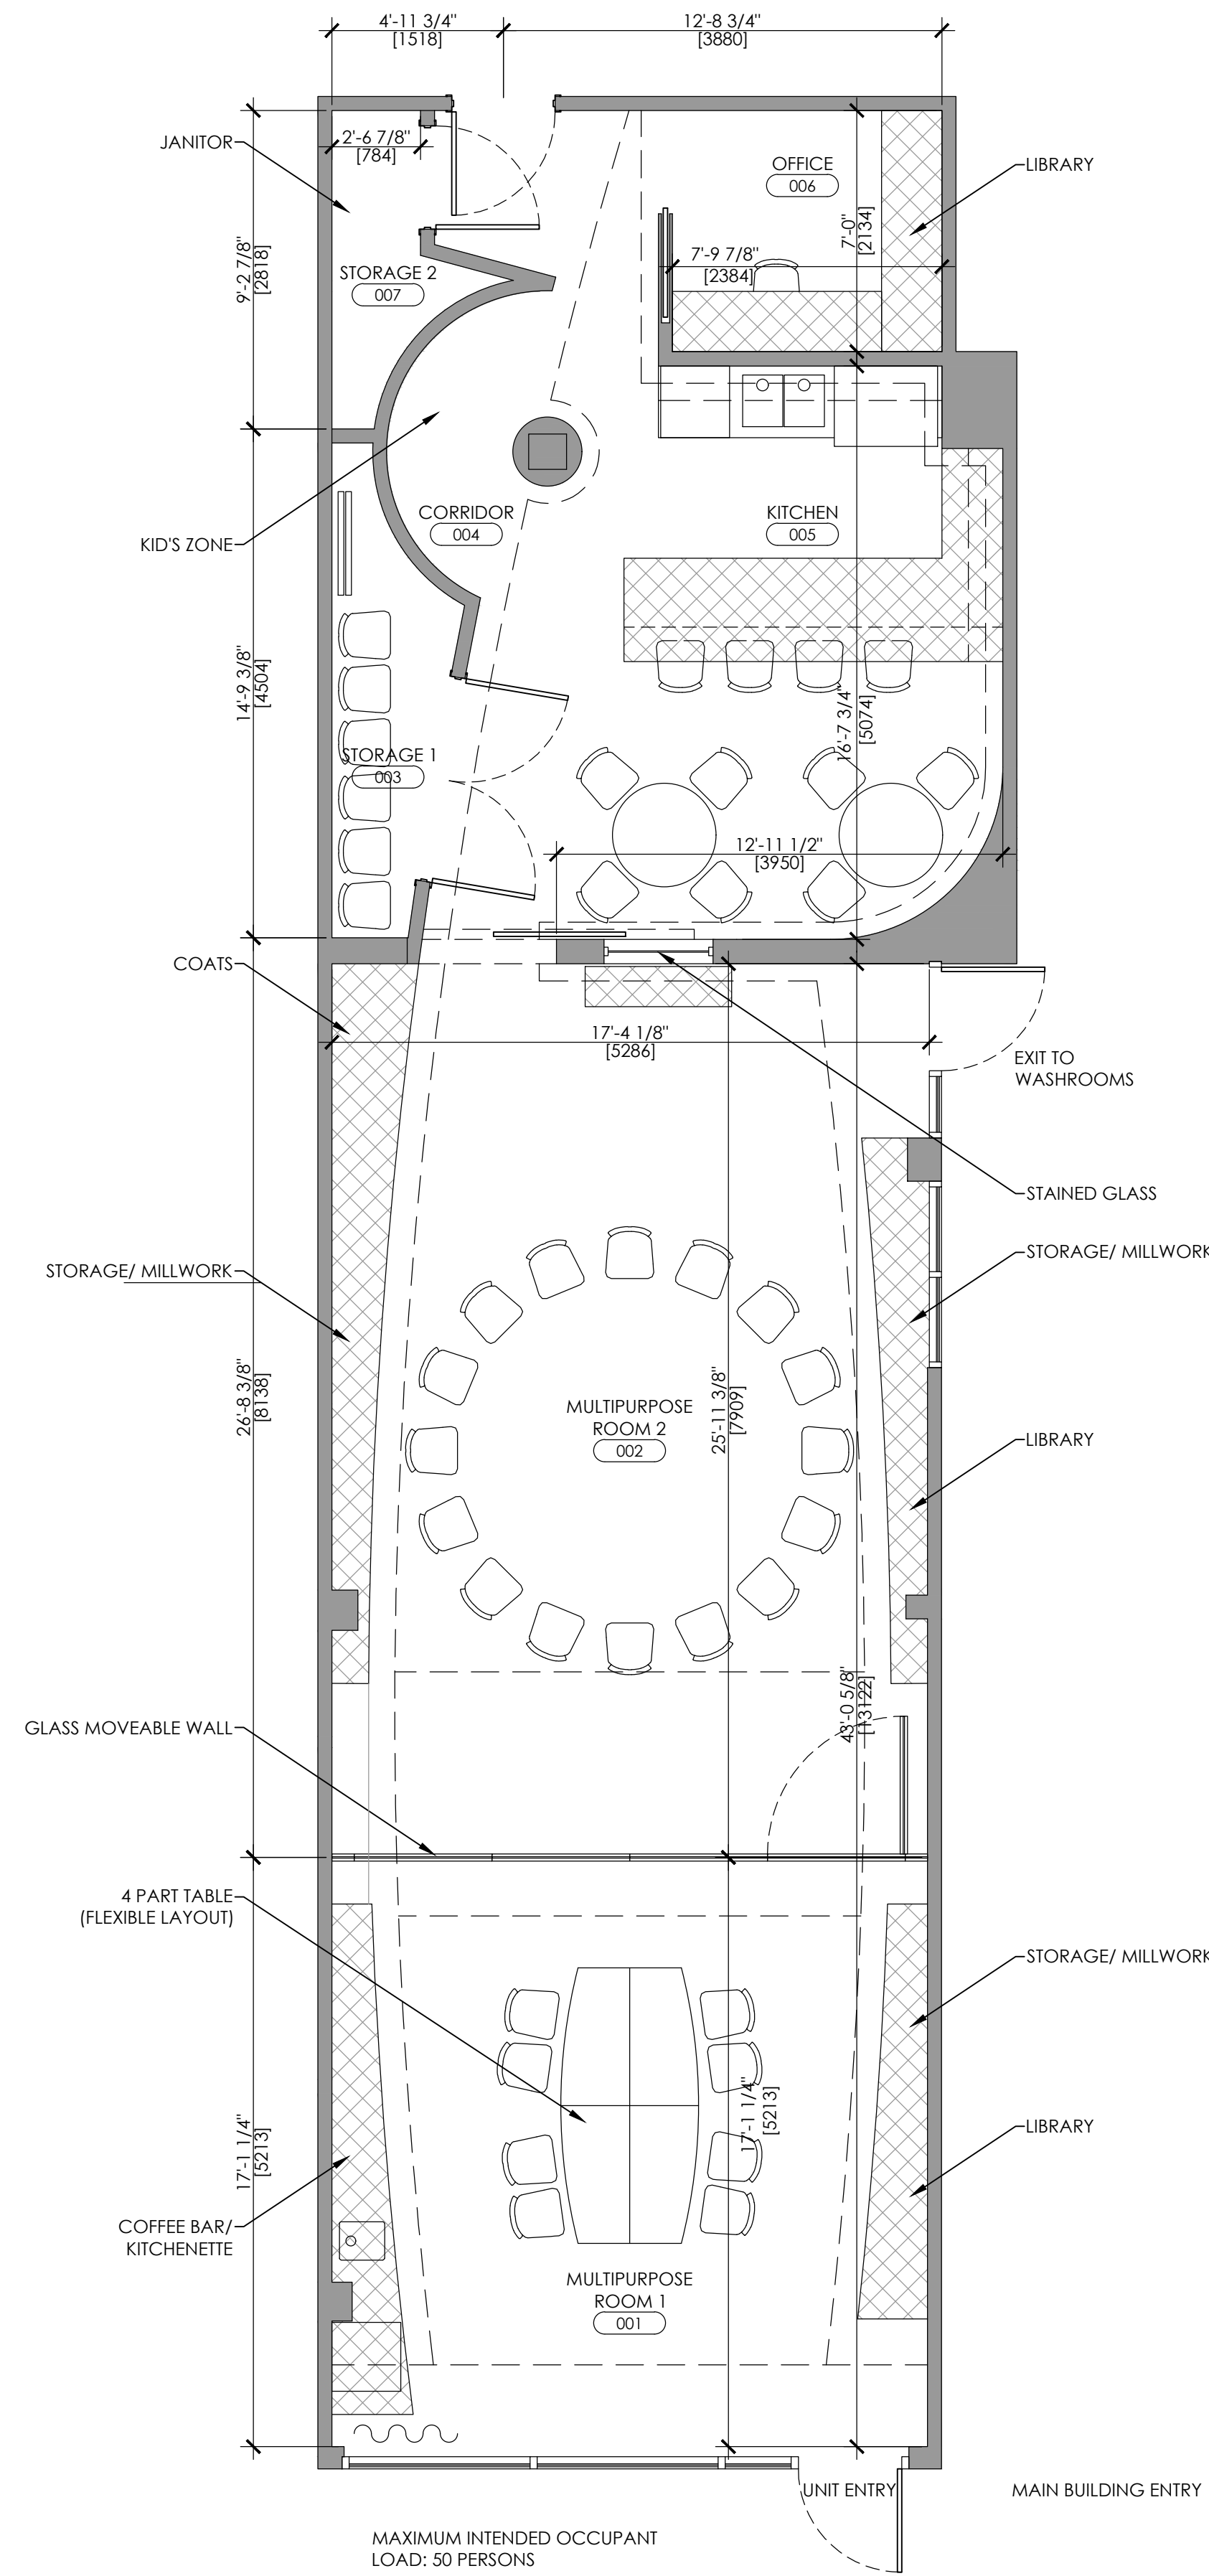 4'-11 3/4"
[1518]
12'-8 3/4"
[3880]
JANITOR
2'-6 7/8"
[784]
OFFICE
006
LIBRARY
7'-0"
[2134]
7'-9 7/8"
[2384]
9'-2 7/8"
[2818]
STORAGE 2
007
CORRIDOR
004
KITCHEN
005
KID'S ZONE
14'-9 3/8"
[4504]
16'-7 3/4"
[5074]
STORAGE 1
003
12'-11 1/2"
[3950]
COATS
17'-4 1/8"
[5286]
EXIT TO
WASHROOMS
STAINED GLASS
STORAGE/ MILLWORK
STORAGE/ MILLWORK
26'-8 3/8"
[8138]
MULTIPURPOSE
ROOM 2
002
25'-11 3/8"
[7909]
LIBRARY
43'-0 5/8"
[13122]
GLASS MOVEABLE WALL
4 PART TABLE
(FLEXIBLE LAYOUT)
STORAGE/ MILLWORK
17'-1 1/4"
[5213]
17'-1 1/4"
[5213]
LIBRARY
COFFEE BAR/
KITCHENETTE
MULTIPURPOSE
ROOM 1
001
UNIT ENTRY
MAIN BUILDING ENTRY
MAXIMUM INTENDED OCCUPANT
LOAD: 50 PERSONS